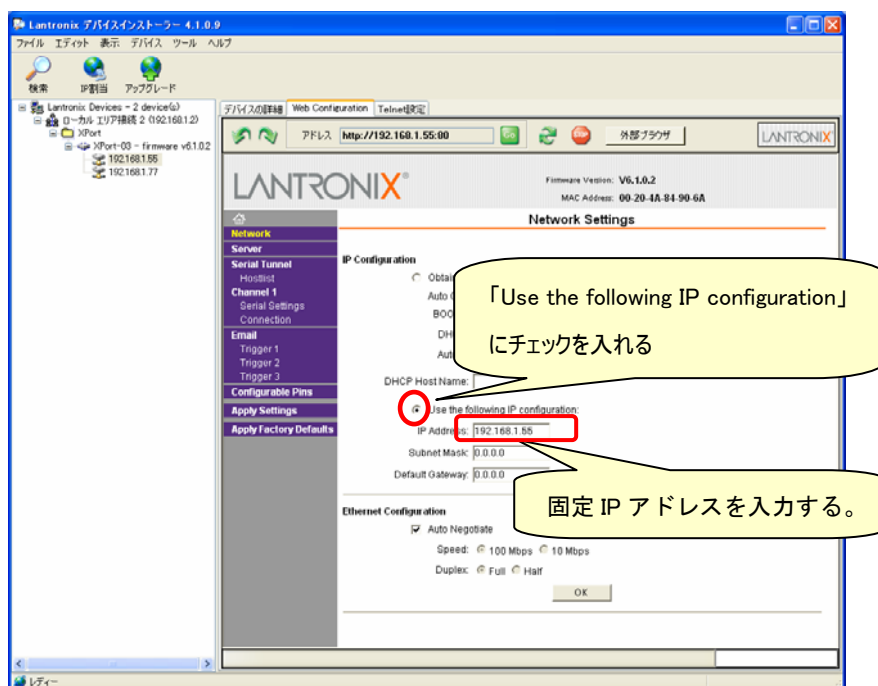 Lantronix デバイスインストーラー 4.1.0.9
ファイル エディット 表示 デバイス ツール ヘルプ
検索 IP割当 アップグレード
Lantronix Devices - 2 device(s)
ローカル エリア接続 2 (192.168.1.2)
XPort
XPort-03 - firmware v6.1.0.2
192.168.1.55
192.168.1.77
デバイスの詳細 Web Configuration Telnet設定
アドレス http://192.168.1.55:80 外部ブラウザ LANTRONIX
LANTRONIX®
Firmware Version: V6.1.0.2
MAC Address: 00-20-4A-84-90-6A
Network
Server
Serial Tunnel
Hostlist
Channel 1
Serial Settings
Connection
Email
Trigger 1
Trigger 2
Trigger 3
Configurable Pins
Apply Settings
Apply Factory Defaults
Network Settings
IP Configuration
DHCP Host Name:
Use the following IP configuration:
IP Address: 192.168.1.55
Subnet Mask: 0.0.0.0
Default Gateway: 0.0.0.0
Ethernet Configuration
Auto Negotiate
Speed: 100 Mbps 10 Mbps
Duplex: Full Half
OK
「Use the following IP configuration」
にチェックを入れる
固定 IP アドレスを入力する。
レディー